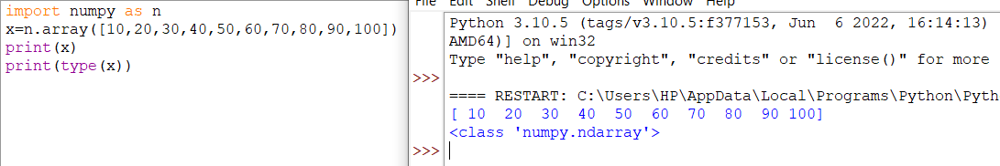 import numpy as n
x=n.array([10,20,30,40,50,60,70,80,90,100])
print(x)
print(type(x))
File Edit Shell Debug Options Window Help
Python 3.10.5 (tags/v3.10.5:f377153, Jun  6 2022, 16:14:13)
AMD64)] on win32
Type "help", "copyright", "credits" or "license()" for more
>>>
==== RESTART: C:\Users\HP\AppData\Local\Programs\Python\Pyth
[ 10  20  30  40  50  60  70  80  90 100]
<class 'numpy.ndarray'>
>>>